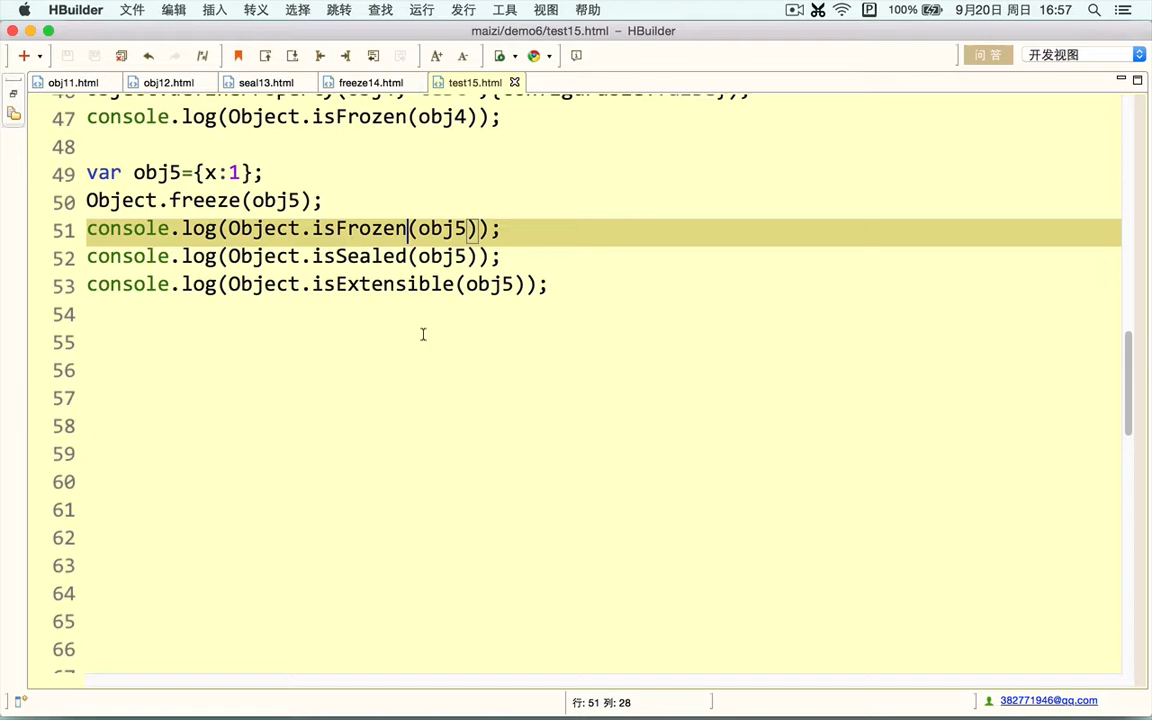 HBuilder 文件 编辑 插入 转义 选择 跳转 查找 运行 发行 工具 视图 帮助 100% 9月20日 周日 16:57
maizi/demo6/test15.html – HBuilder
问 答 开发视图
obj11.html obj12.html seal13.html freeze14.html test15.html
47 console.log(Object.isFrozen(obj4));
48
49 var obj5={x:1};
50 Object.freeze(obj5);
51 console.log(Object.isFrozen(obj5));
52 console.log(Object.isSealed(obj5));
53 console.log(Object.isExtensible(obj5));
54
55
56
57
58
59
60
61
62
63
64
65
66
行: 51 列: 28 382771946@qq.com